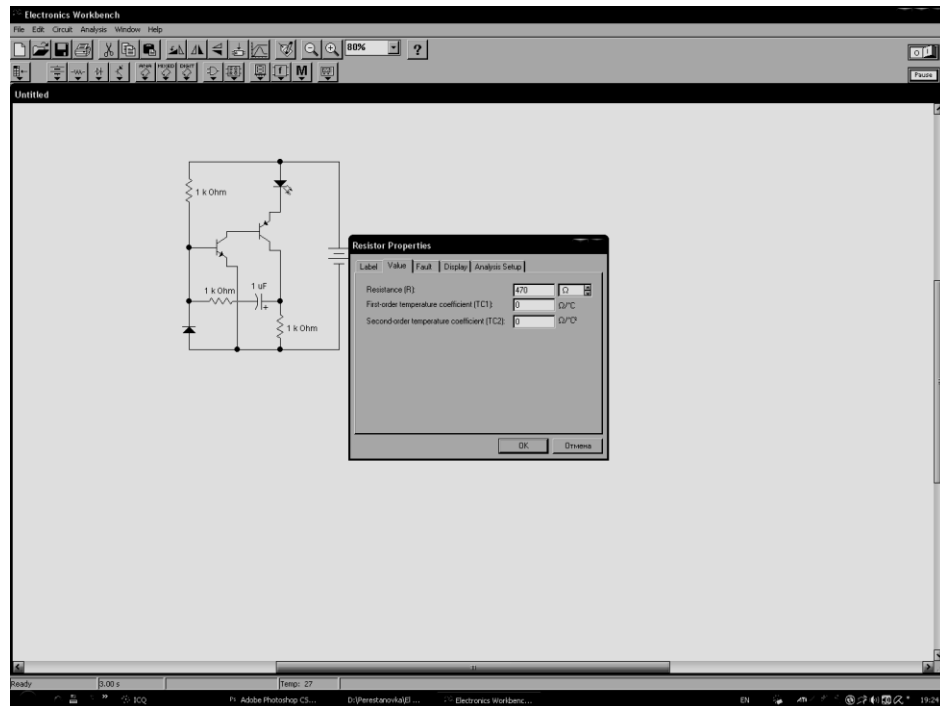 Electronics Workbench
File Edit Circuit Analysis Window Help
80%
?
Pause
Untitled
1 k Ohm
1 k Ohm
1 uF
1 k Ohm
Resistor Properties
Label Value Fault Display Analysis Setup
Resistance (R): 470 Ω
First-order temperature coefficient (TC1): 0 Ω/°C
Second-order temperature coefficient (TC2): 0 Ω/°C²
OK Отмена
Ready 3.00 s Temp: 27
ICQ Adobe Photoshop CS... D:\Perestanovka\El ... Electronics Workbenc... EN 19:24